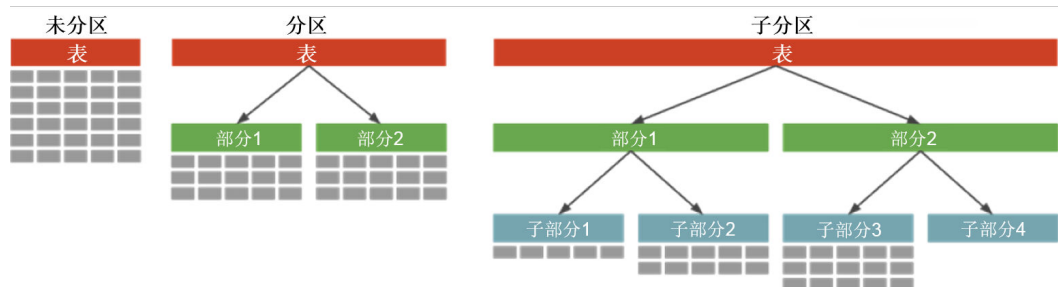 未分区
分区
子分区
表
表
表
部分1
部分2
部分1
部分2
子部分1
子部分2
子部分3
子部分4